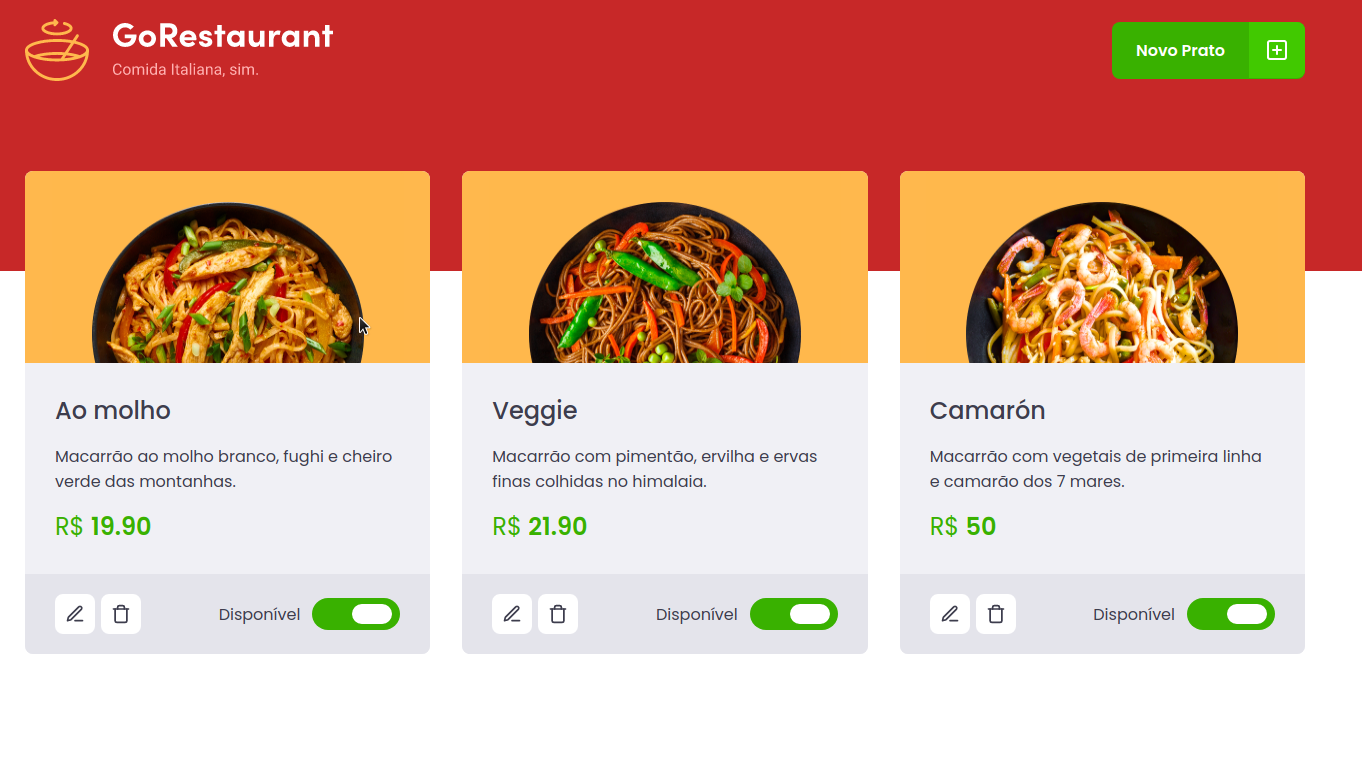 GoRestaurant
Comida Italiana, sim.
Novo Prato
Ao molho
Macarrão ao molho branco, fughi e cheiro
verde das montanhas.
R$ 19.90
Disponível
Veggie
Macarrão com pimentão, ervilha e ervas
finas colhidas no himalaia.
R$ 21.90
Disponível
Camarón
Macarrão com vegetais de primeira linha
e camarão dos 7 mares.
R$ 50
Disponível